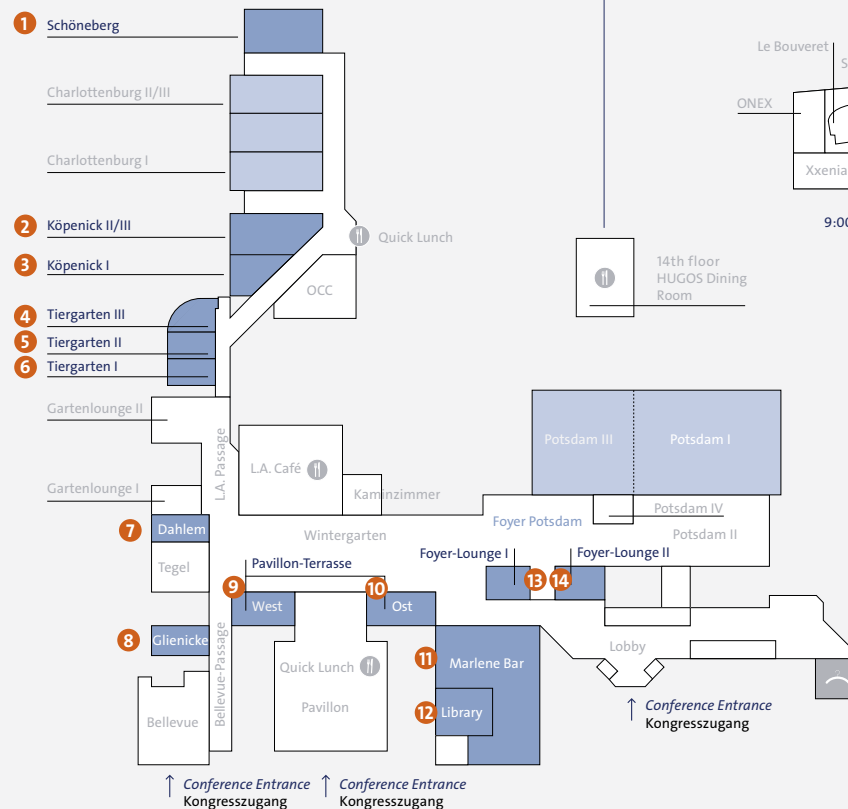 1 Schöneberg
Charlottenburg II/III
Charlottenburg I
2 Köpenick II/III
3 Köpenick I
Quick Lunch
OCC
4 Tiergarten III
5 Tiergarten II
6 Tiergarten I
Le Bouveret
S
ONEX
Xxenia
9:00
14th floor
HUGOS Dining
Room
Gartenlounge II
L.A. Passage
L.A. Café
Gartenlounge I
Kaminzimmer
Potsdam III
Potsdam I
Potsdam IV
Potsdam II
Foyer Potsdam
7 Dahlem
Wintergarten
Tegel
Pavillon-Terrasse
Foyer-Lounge I
Foyer-Lounge II
13
14
9
West
10
Ost
8 Glienicke
Bellevue-Passage
Quick Lunch
Pavillon
11 Marlene Bar
12 Library
Lobby
Bellevue
Conference Entrance
Kongresszugang
Conference Entrance
Kongresszugang
Conference Entrance
Kongresszugang